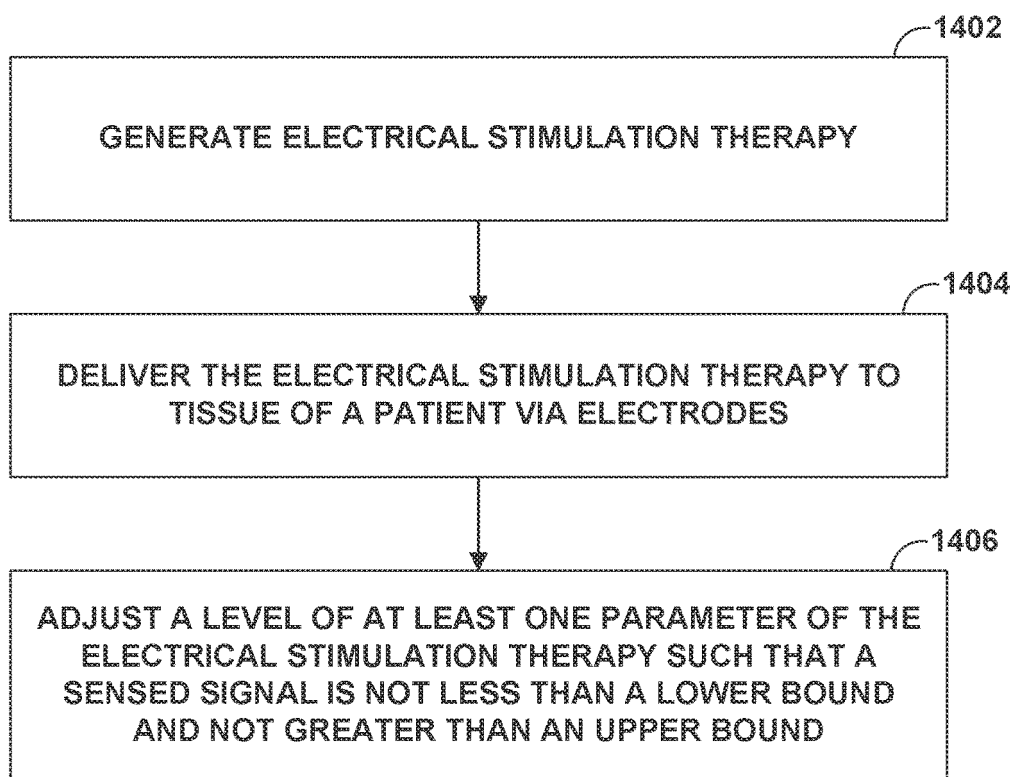 1402
GENERATE ELECTRICAL STIMULATION THERAPY
1404
DELIVER THE ELECTRICAL STIMULATION THERAPY TO
TISSUE OF A PATIENT VIA ELECTRODES
1406
ADJUST A LEVEL OF AT LEAST ONE PARAMETER OF THE
ELECTRICAL STIMULATION THERAPY SUCH THAT A
SENSED SIGNAL IS NOT LESS THAN A LOWER BOUND
AND NOT GREATER THAN AN UPPER BOUND